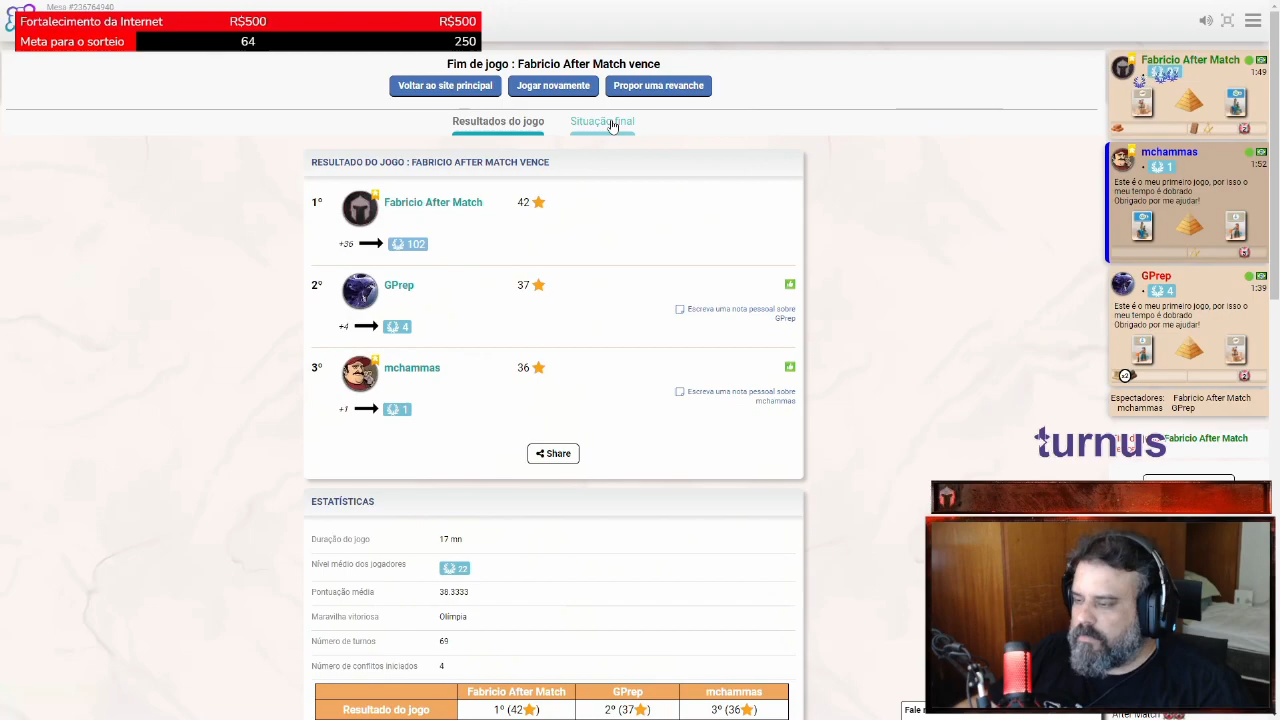 Mesa #236764940
Fortalecimento da Internet R$500 R$500
Meta para o sorteio 64 250
Fim de jogo : Fabricio After Match vence
Voltar ao site principal Jogar novamente Propor uma revanche
Resultados do jogo Situação final
RESULTADO DO JOGO : FABRICIO AFTER MATCH VENCE
1º Fabricio After Match 42
+36 102
2º GPrep 37
Escreva uma nota pessoal sobre
GPrep
+4 4
3º mchammas 36
Escreva uma nota pessoal sobre
mchammas
+1 1
Share
ESTATÍSTICAS
Duração do jogo 17 mn
Nível médio dos jogadores 22
Pontuação média 38.3333
Maravilha vitoriosa Olímpia
Número de turnos 69
Número de conflitos iniciados 4
Fabricio After Match GPrep mchammas
Resultado do jogo 1º (42) 2º (37) 3º (36)
Fabricio After Match
1:49
2
mchammas
1:52
1
Este é o meu primeiro jogo, por isso o
meu tempo é dobrado
Obrigado por me ajudar!
GPrep
1:39
4
Este é o meu primeiro jogo, por isso o
meu tempo é dobrado
Obrigado por me ajudar!
x2 2
Espectadores: Fabricio After Match
mchammas GPrep
Fabricio After Match
turnus